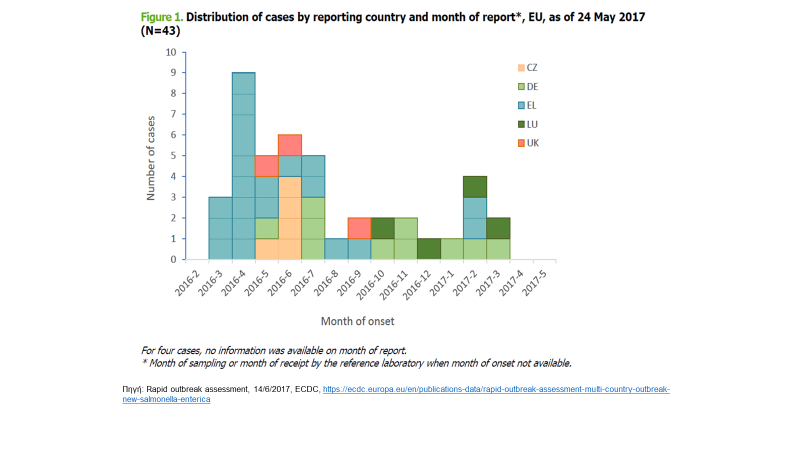 Figure 1. Distribution of cases by reporting country and month of report*, EU, as of 24 May 2017
(N=43)
10
9
8
7
6
5
4
3
2
1
0
Number of cases
CZ
DE
EL
LU
UK
2016-2
2016-3
2016-4
2016-5
2016-6
2016-7
2016-8
2016-9
2016-10
2016-11
2016-12
2017-1
2017-2
2017-3
2017-4
2017-5
Month of onset
For four cases, no information was available on month of report.
* Month of sampling or month of receipt by the reference laboratory when month of onset not available.
Πηγή: Rapid outbreak assessment, 14/6/2017, ECDC, https://ecdc.europa.eu/en/publications-data/rapid-outbreak-assessment-multi-country-outbreak-
new-salmonella-enterica